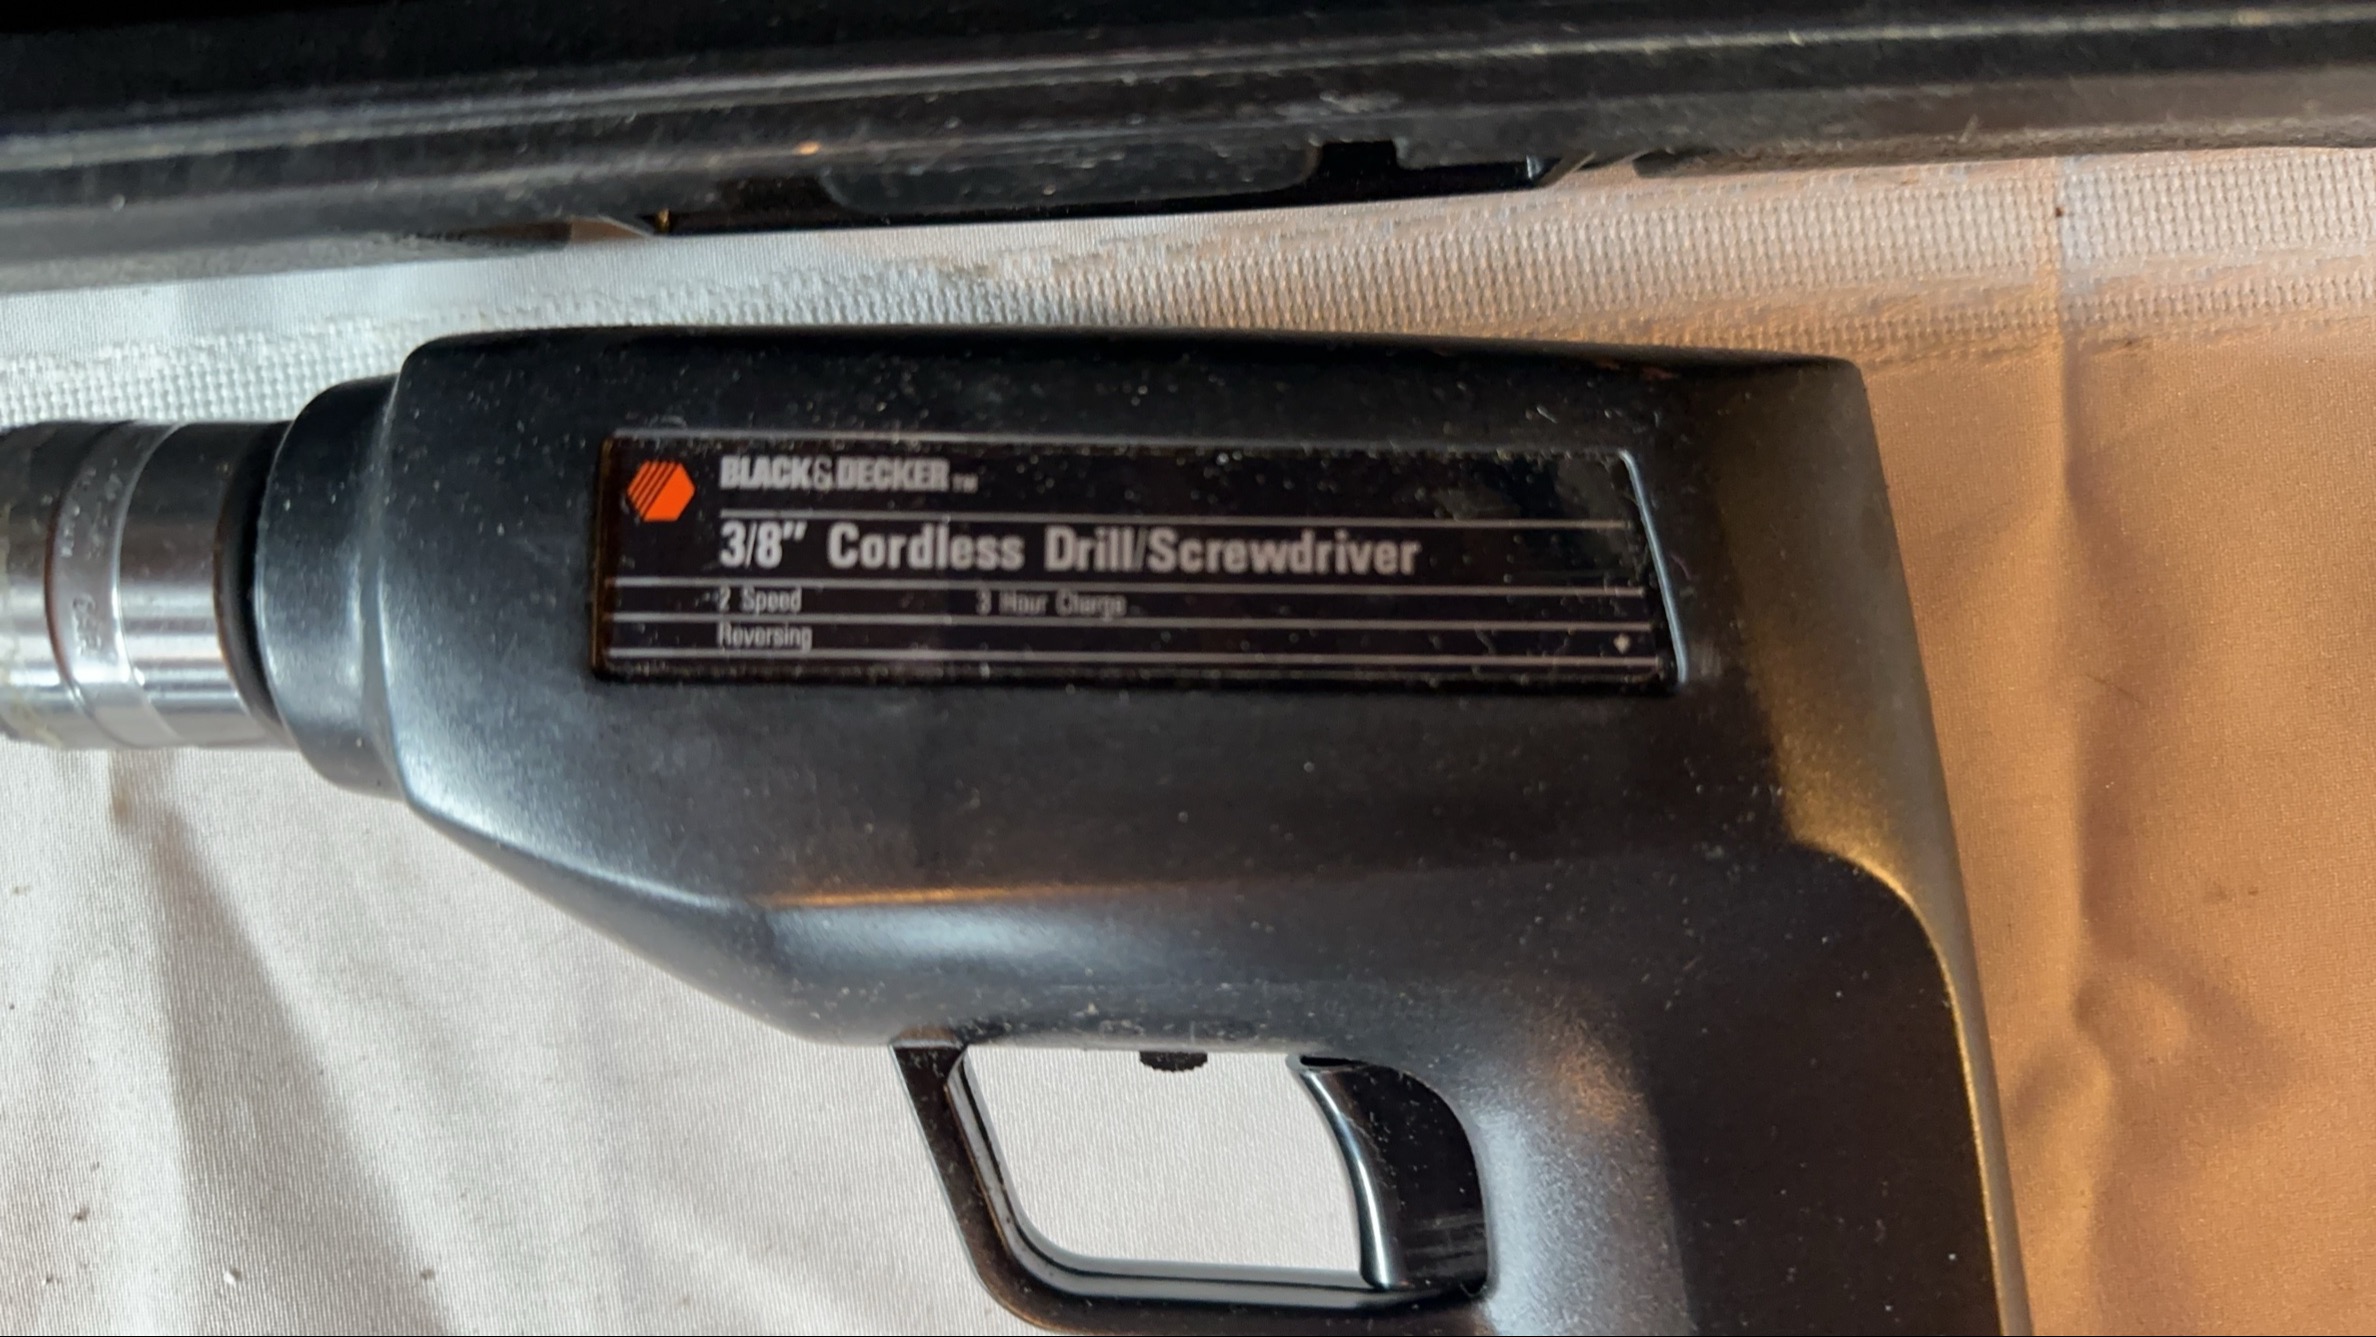 BLACK&DECKER™
3/8" Cordless Drill/Screwdriver
2 Speed 3 Hour Charge
Reversing